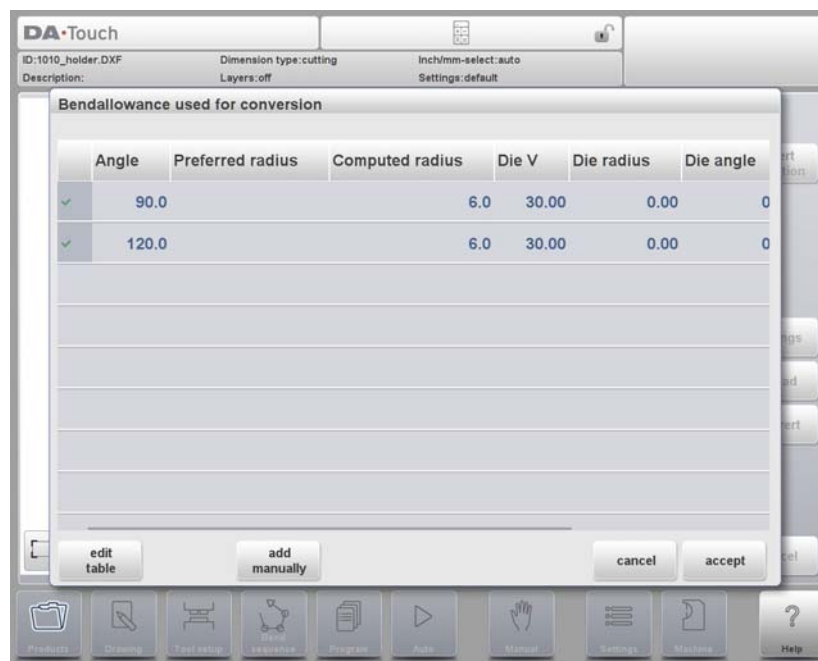 DA·Touch
ID:1010_holder.DXF Dimension type:cutting Inch/mm-select:auto
Description: Layers:off Settings:default
Bendallowance used for conversion
Angle Preferred radius Computed radius Die V Die radius Die angle
90.0 6.0 30.00 0.00 0
120.0 6.0 30.00 0.00 0
edit table add manually cancel accept
Products Drawing Tool setup Bend sequence Program Auto Manual Settings Machine Help